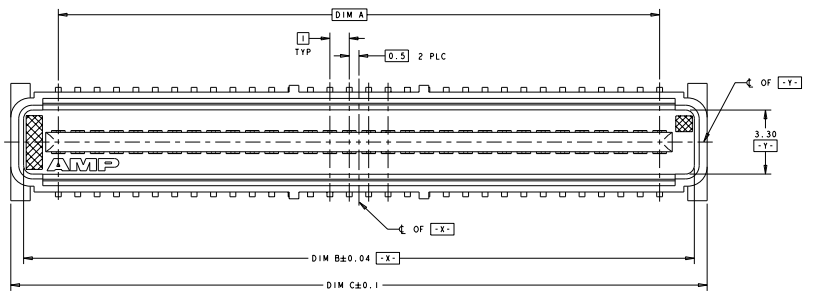 DIM A
1
TYP
0.5 2 PLC
℄ OF -Y-
3.30
-Y-
AMP
℄ OF -X-
DIM B±0.04 -X-
DIM C±0.1